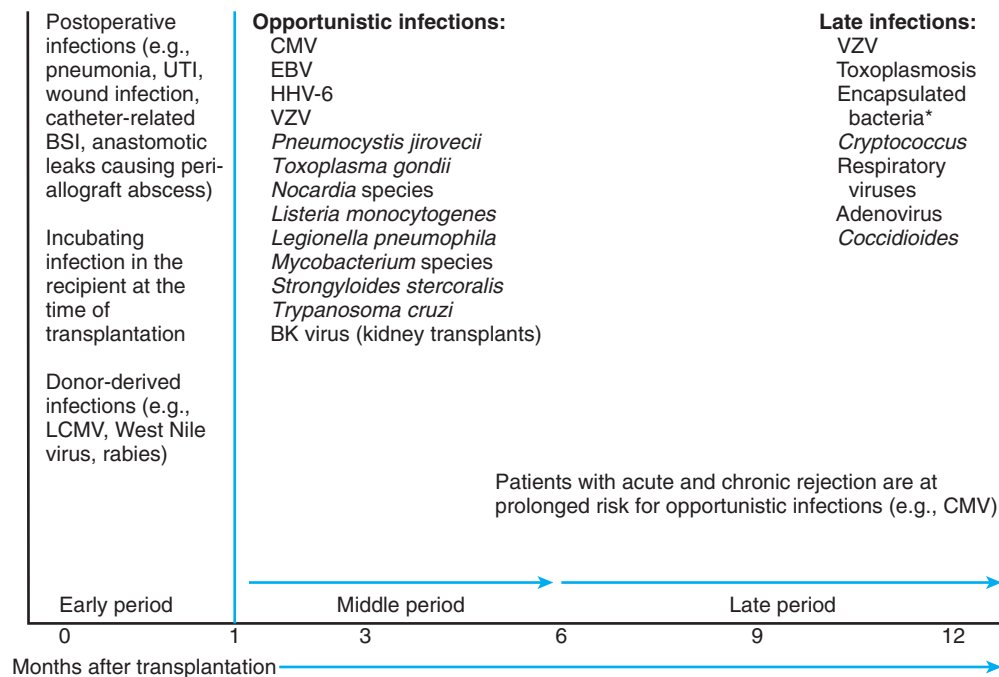 Postoperative
infections (e.g.,
pneumonia, UTI,
wound infection,
catheter-related
BSI, anastomotic
leaks causing peri-
allograft abscess)
Incubating
infection in the
recipient at the
time of
transplantation
Donor-derived
infections (e.g.,
LCMV, West Nile
virus, rabies)
Opportunistic infections:
CMV
EBV
HHV-6
VZV
Pneumocystis jirovecii
Toxoplasma gondii
Nocardia species
Listeria monocytogenes
Legionella pneumophila
Mycobacterium species
Strongyloides stercoralis
Trypanosoma cruzi
BK virus (kidney transplants)
Late infections:
VZV
Toxoplasmosis
Encapsulated
bacteria*
Cryptococcus
Respiratory
viruses
Adenovirus
Coccidioides
Patients with acute and chronic rejection are at
prolonged risk for opportunistic infections (e.g., CMV)
Early period Middle period Late period
0 1 3 6 9 12
Months after transplantation